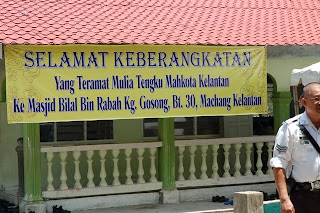 SELAMAT KEBERANGKATAN
Yang Teramat Mulia Tengku Mahkota Kelantan
Ke Masjid Bilal Bin Rabah Kg. Gosong, Bt. 30, Machang Kelantan